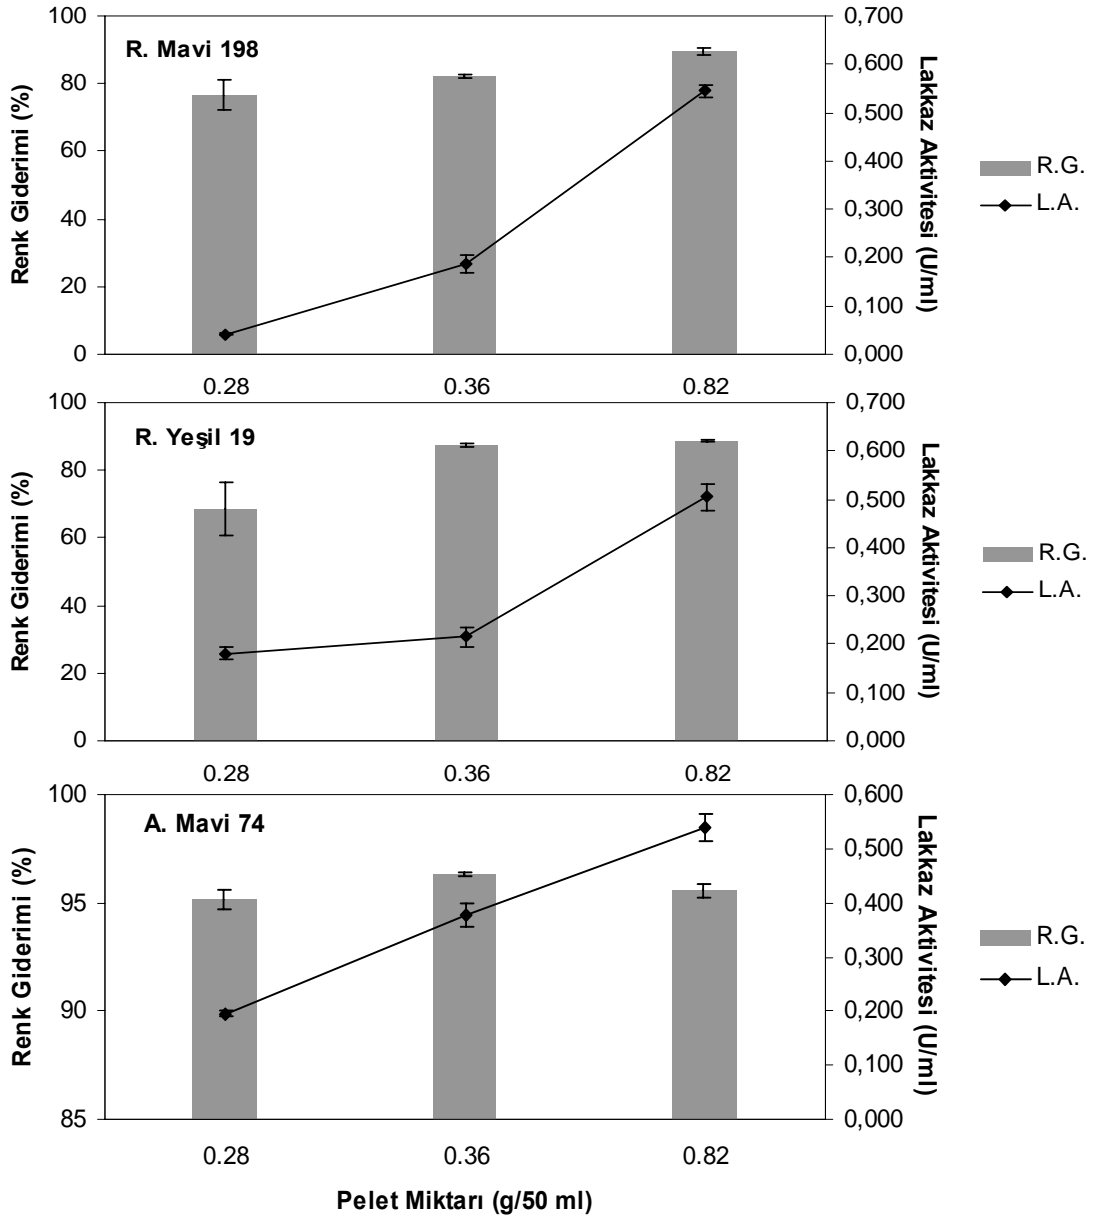 R. Mavi 198
Renk Giderimi (%)
100
80
60
40
20
0
0,700
0,600
0,500
0,400
0,300
0,200
0,100
0,000
Lakkaz Aktivitesi (U/ml)
R.G.
L.A.
0.28 0.36 0.82
R. Yeşil 19
Renk Giderimi (%)
100
80
60
40
20
0
0,700
0,600
0,500
0,400
0,300
0,200
0,100
0,000
Lakkaz Aktivitesi (U/ml)
R.G.
L.A.
0.28 0.36 0.82
A. Mavi 74
Renk Giderimi (%)
100
95
90
85
0,600
0,500
0,400
0,300
0,200
0,100
0,000
Lakkaz Aktivitesi (U/ml)
R.G.
L.A.
0.28 0.36 0.82
Pelet Miktarı (g/50 ml)